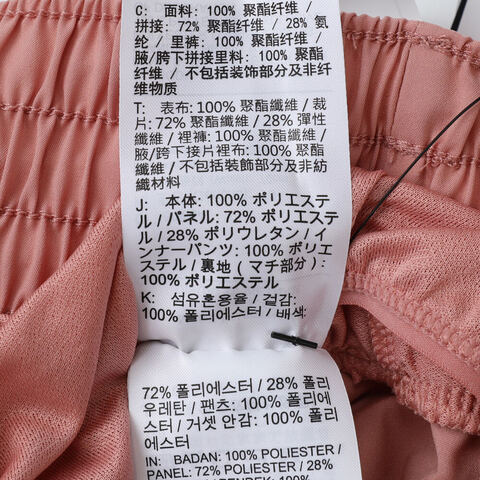 C: 面料: 100% 聚酯纤维 /
拼接: 72% 聚酯纤维 / 28% 氨
纶 / 里裤: 100% 聚酯纤维 /
腋/胯下拼接里料: 100% 聚酯
纤维 / 不包括装饰部分及非纤
维物质
T: 表布: 100% 聚酯纖維 / 裁
片: 72% 聚酯纖維 / 28% 彈性
纖維 / 裡褲: 100% 聚酯纖維 /
腋/跨下接片裡布: 100% 聚酯
纖維 / 不包括裝飾部分及非紡
織材料
J: 本体: 100% ポリエステ
ル / パネル: 72% ポリエステ
ル / 28% ポリウレタン / イ
ンナーパンツ: 100% ポリエ
ステル / 裏地 ( マチ部分 ) :
100% ポリエステル
K: 섬유혼용율 / 겉감:
100% 폴리에스터 / 배색:
72% 폴리에스터 / 28% 폴리
우레탄 / 팬츠: 100% 폴리에
스터 / 거셋 안감: 100% 폴리
에스터
IN: BADAN: 100% POLIESTER /
PANEL: 72% POLIESTER / 28%